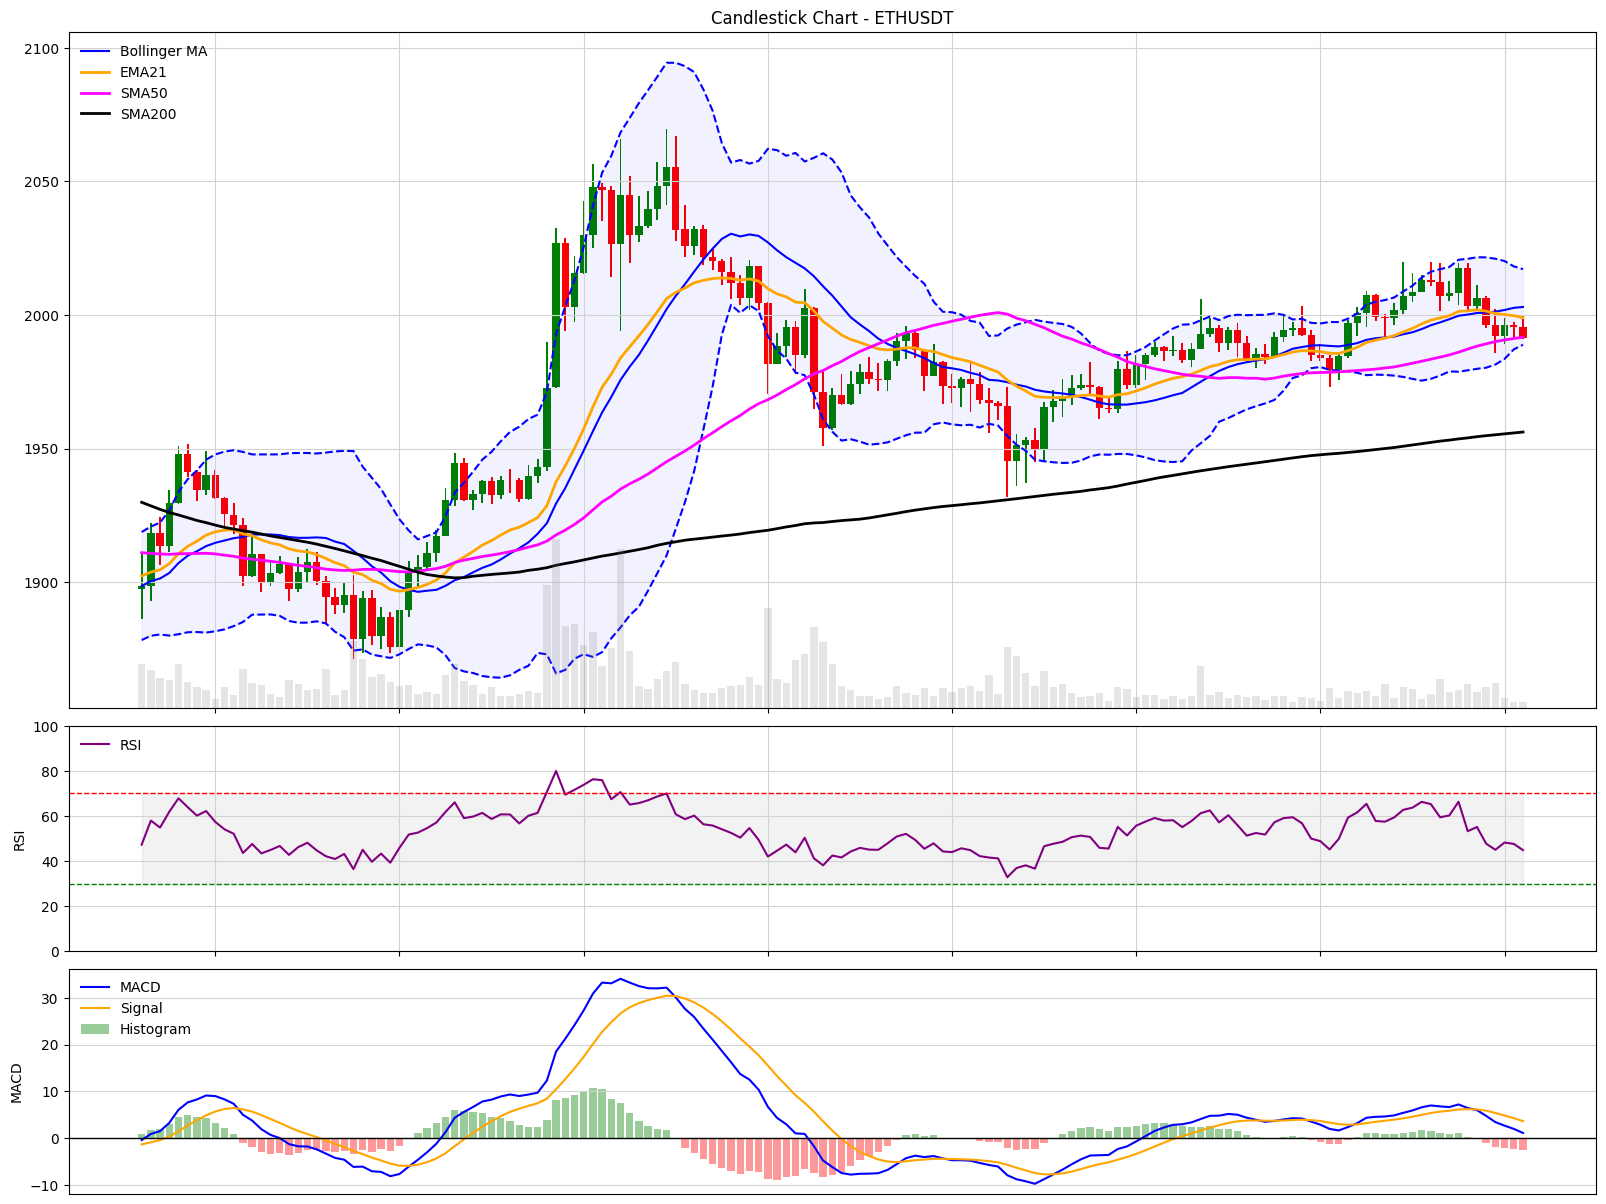 Candlestick Chart - ETHUSDT
Bollinger MA
EMA21
SMA50
SMA200
2100
2050
2000
1950
1900
RSI
RSI
100
80
60
40
20
0
MACD
Signal
Histogram
MACD
30
20
10
0
−10